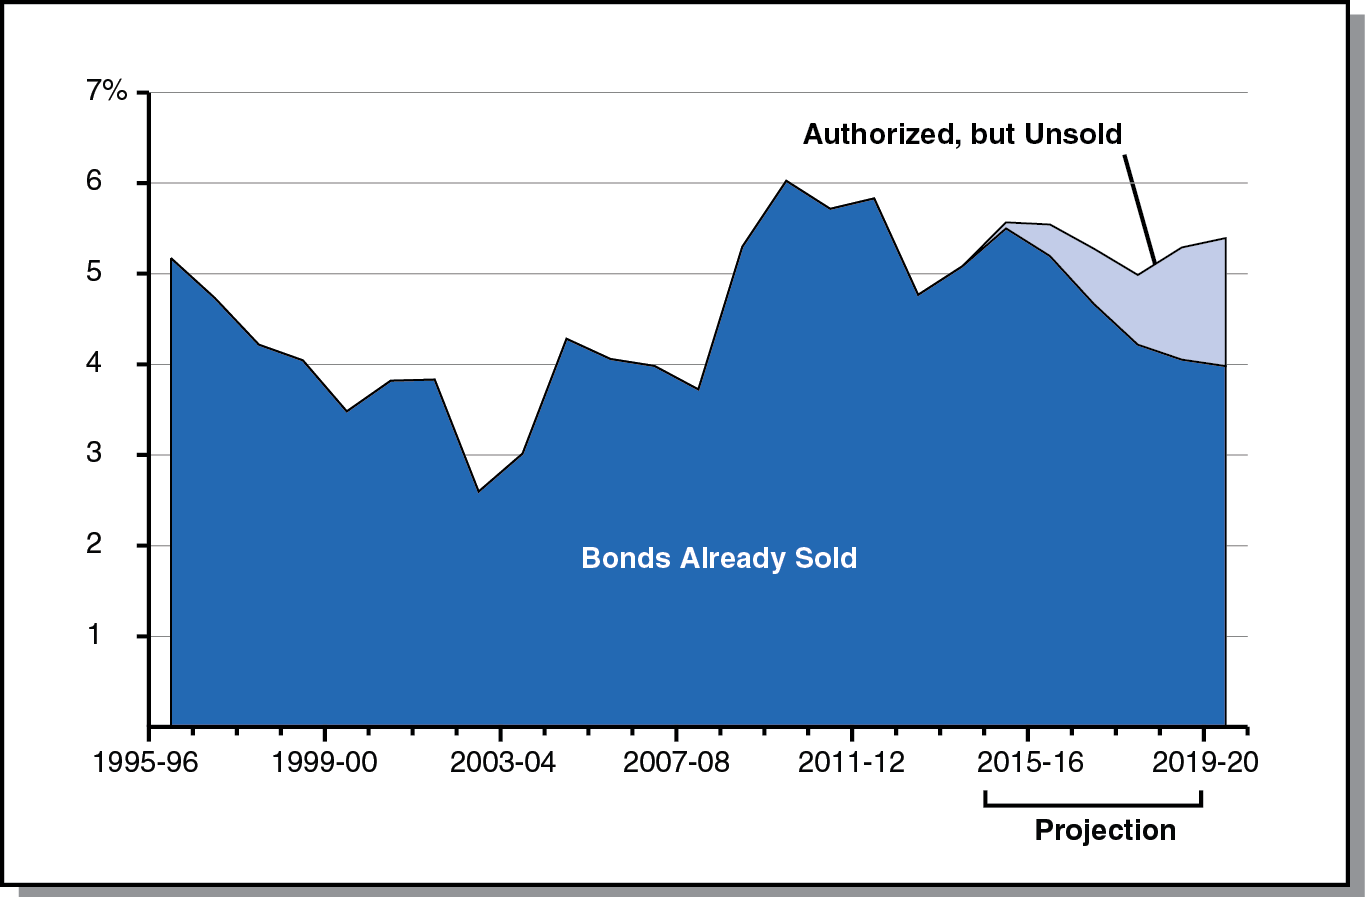 7%
Authorized, but Unsold
6
5
4
3
2
Bonds Already Sold
1
1995-96 1999-00 2003-04 2007-08 2011-12 2015-16 2019-20
Projection